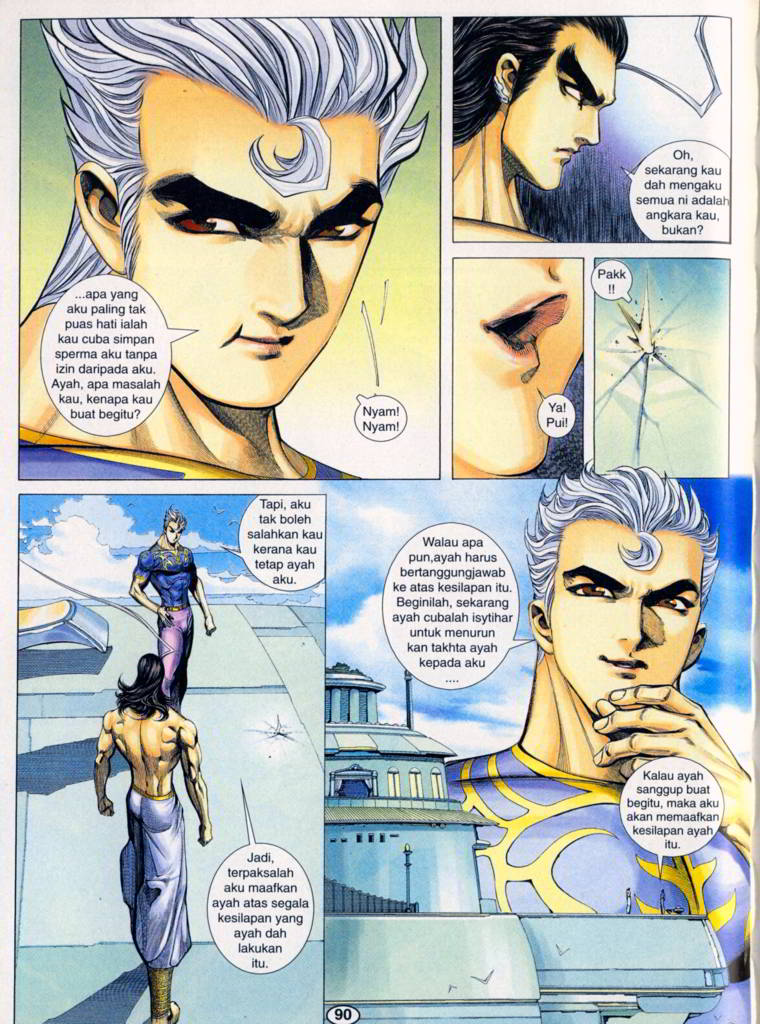 ...apa yang
aku paling tak
puas hati ialah
kau cuba simpan
sperma aku tanpa
izin daripada aku.
Ayah, apa masalah
kau, kenapa kau
buat begitu?
Nyam!
Nyam!
Oh,
sekarang kau
dah mengaku
semua ni adalah
angkara kau,
bukan?
Ya!
Pui!
Pakk
!!
Tapi, aku
tak boleh
salahkan kau
kerana kau
tetap ayah
aku.
Jadi,
terpaksalah
aku maafkan
ayah atas segala
kesilapan yang
ayah dah
lakukan
itu.
Walau apa
pun,ayah harus
bertanggungjawab
ke atas kesilapan itu.
Beginilah, sekarang
ayah cubalah isytihar
untuk menurun
kan takhta ayah
kepada aku
....
Kalau ayah
sanggup buat
begitu, maka aku
akan memaafkan
kesilapan ayah
itu.
90